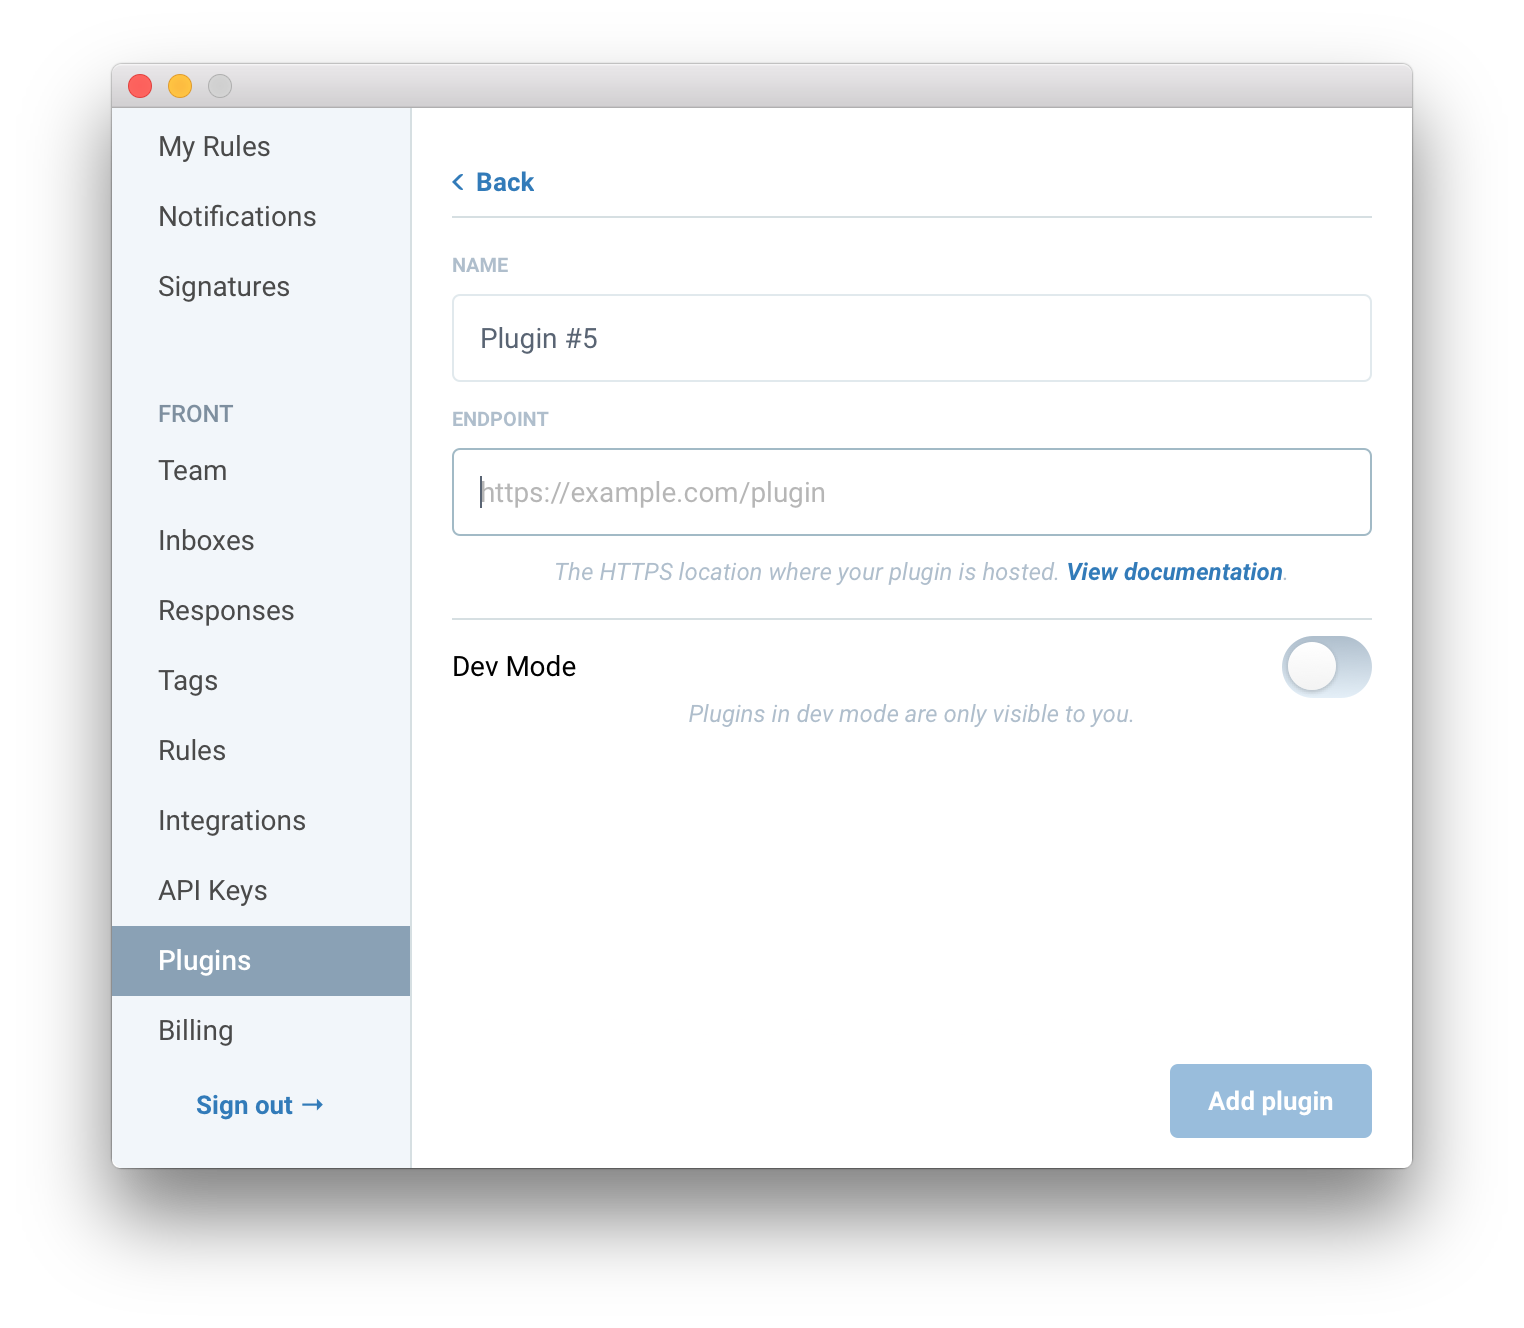 My Rules
Notifications
Signatures
FRONT
Team
Inboxes
Responses
Tags
Rules
Integrations
API Keys
Plugins
Billing
Sign out →
< Back
NAME
Plugin #5
ENDPOINT
https://example.com/plugin
The HTTPS location where your plugin is hosted. View documentation.
Dev Mode
Plugins in dev mode are only visible to you.
Add plugin